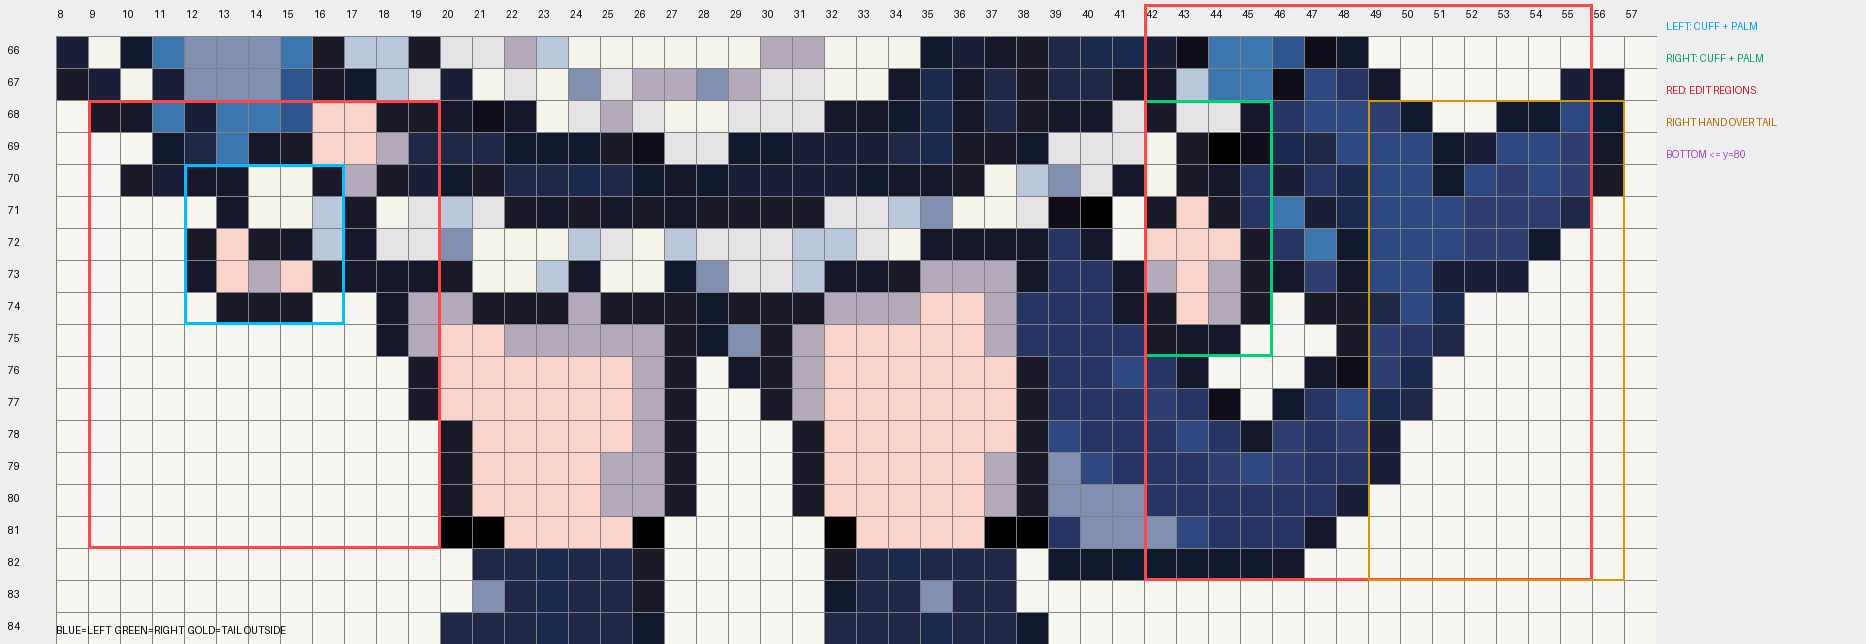 8 9 10 11 12 13 14 15 16 17 18 19 20 21 22 23 24 25 26 27 28 29 30 31 32 33 34 35 36 37 38 39 40 41 42 43 44 45 46 47 48 49 50 51 52 53 54 55 56 57
LEFT: CUFF + PALM
66
RIGHT: CUFF + PALM
67
RED: EDIT REGIONS
68
RIGHT HAND OVER TAIL
69
BOTTOM <= y=80
70
71
72
73
74
75
76
77
78
79
80
81
82
83
84
BLUE=LEFT GREEN=RIGHT GOLD=TAIL OUTSIDE